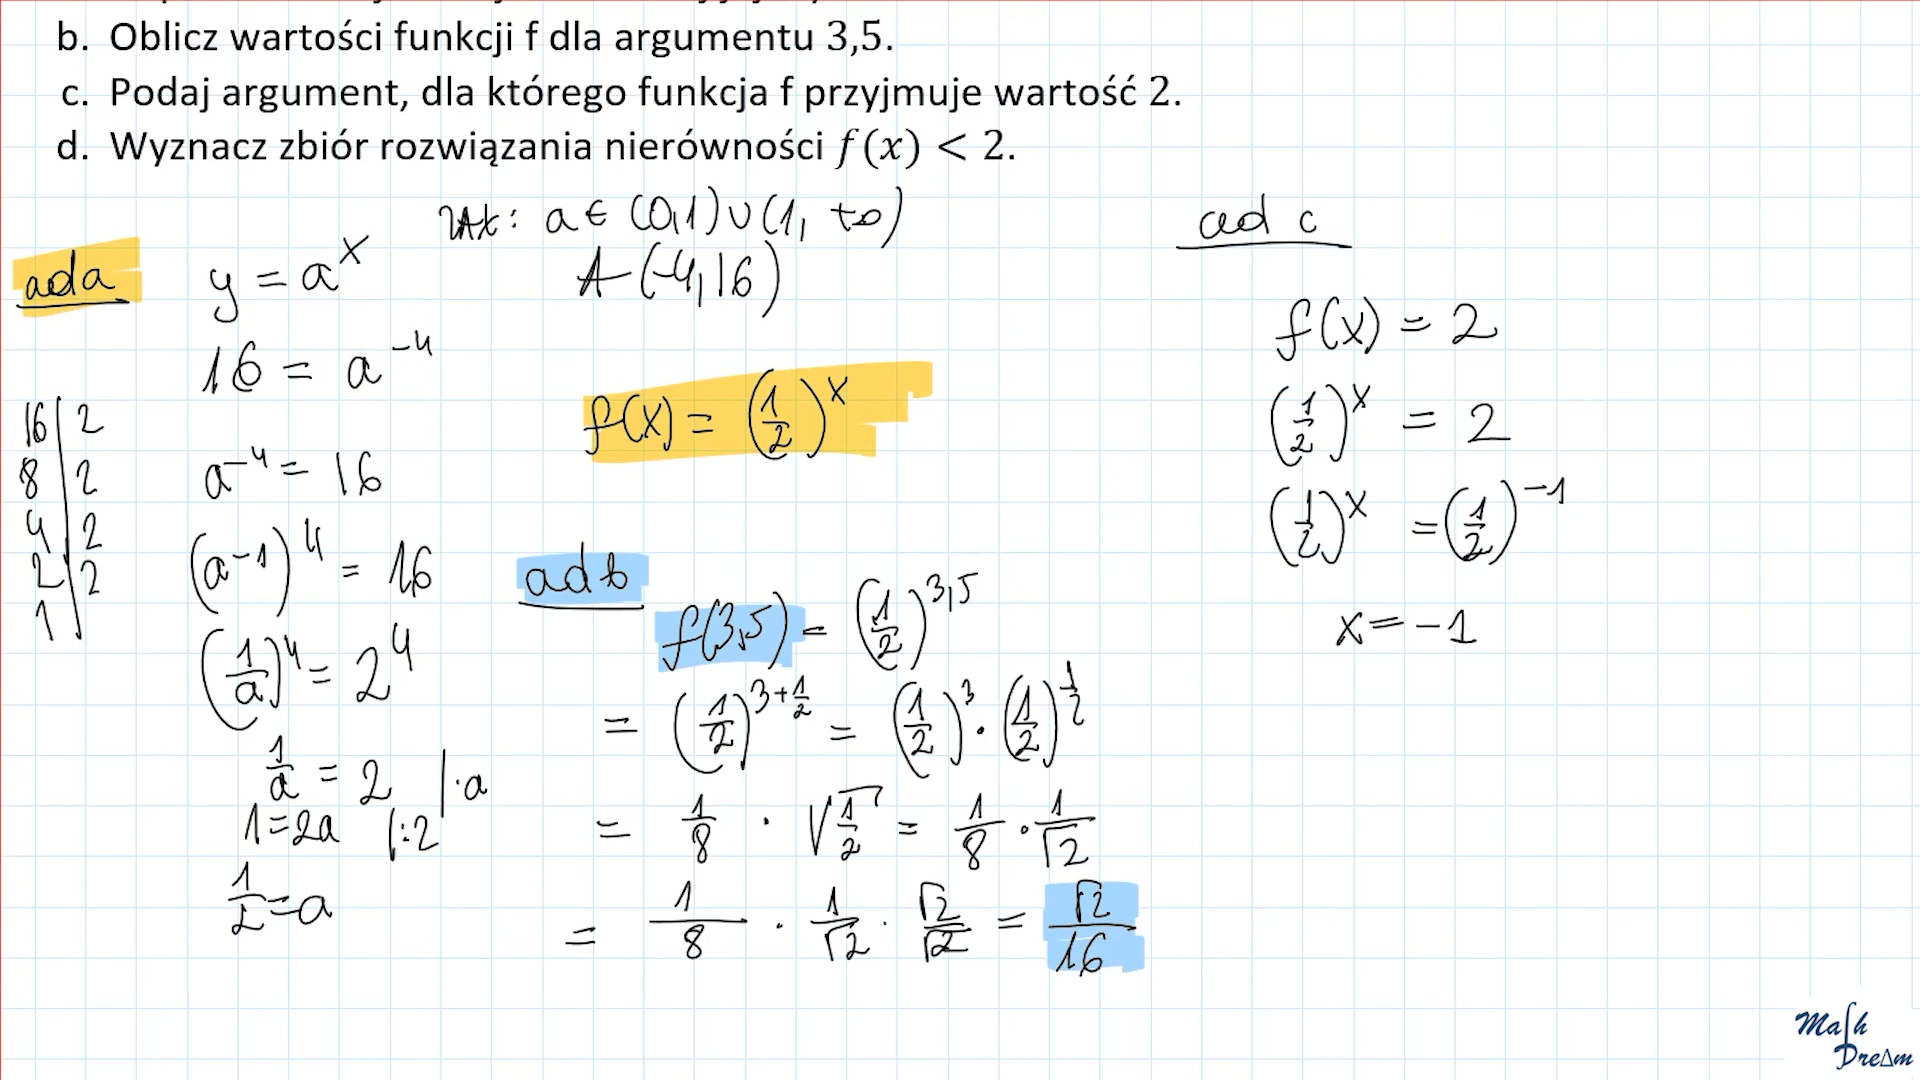 b. Oblicz wartości funkcji f dla argumentu 3,5.
c. Podaj argument, dla którego funkcja f przyjmuje wartość 2.
d. Wyznacz zbiór rozwiązania nierówności f(x) < 2.
zał: a ∈ (0,1) ∪ (1, +∞)
A (-4,16)
ad a
y = a^x
16 = a^-4
a^-4 = 16
(a^-1)^4 = 16
(1/a)^4 = 2^4
1/a = 2 |·a
1 = 2a |:2
1/2 = a
16 | 2
8 | 2
4 | 2
2 | 2
1 |
f(x) = (1/2)^x
ad b
f(3,5) = (1/2)^3,5
= (1/2)^(3+1/2) = (1/2)^3 · (1/2)^(1/2)
= 1/8 · √(1/2) = 1/8 · 1/√2
= 1/8 · 1/√2 · √2/√2 = √2/16
ad c
f(x) = 2
(1/2)^x = 2
(1/2)^x = (1/2)^-1
x = -1
Math
Dre∆m